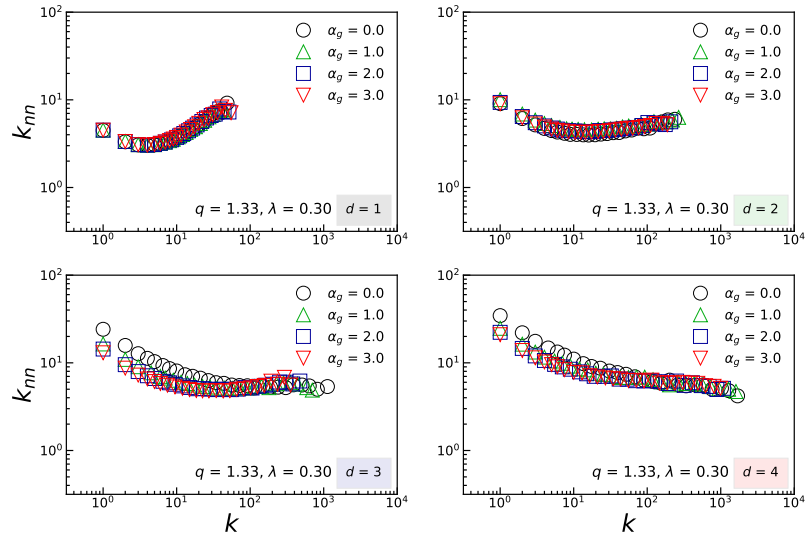 10²
10¹
10⁰
k_nn
α_g = 0.0
α_g = 1.0
α_g = 2.0
α_g = 3.0
q = 1.33, λ = 0.30
d = 1
10⁰ 10¹ 10² 10³ 10⁴
10²
10¹
10⁰
α_g = 0.0
α_g = 1.0
α_g = 2.0
α_g = 3.0
q = 1.33, λ = 0.30
d = 2
10⁰ 10¹ 10² 10³ 10⁴
10²
10¹
10⁰
k_nn
α_g = 0.0
α_g = 1.0
α_g = 2.0
α_g = 3.0
q = 1.33, λ = 0.30
d = 3
10⁰ 10¹ 10² 10³ 10⁴
k
10²
10¹
10⁰
α_g = 0.0
α_g = 1.0
α_g = 2.0
α_g = 3.0
q = 1.33, λ = 0.30
d = 4
10⁰ 10¹ 10² 10³ 10⁴
k